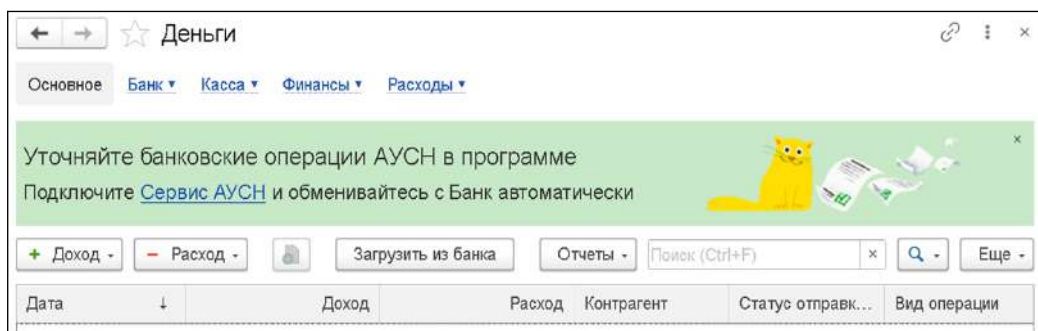 Деньги
Основное Банк Касса Финансы Расходы
Уточняйте банковские операции АУСН в программе
Подключите Сервис АУСН и обменивайтесь с Банк автоматически
+ Доход - Расход Загрузить из банка Отчеты Поиск (Ctrl+F) × Еще
Дата ↓ Доход Расход Контрагент Статус отправк... Вид операции